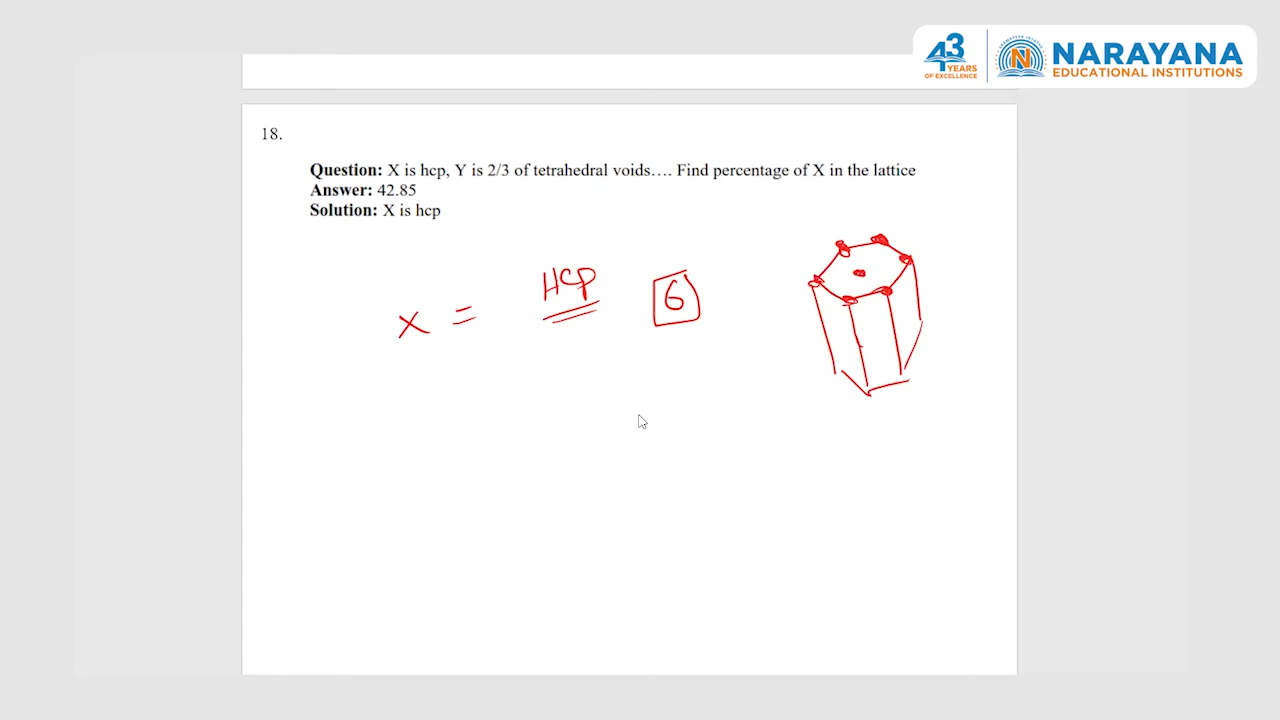 43
YEARS
OF EXCELLENCE
NARAYANA
EDUCATIONAL INSTITUTIONS
18.
Question: X is hcp, Y is 2/3 of tetrahedral voids…. Find percentage of X in the lattice
Answer: 42.85
Solution: X is hcp
X = HCP 6